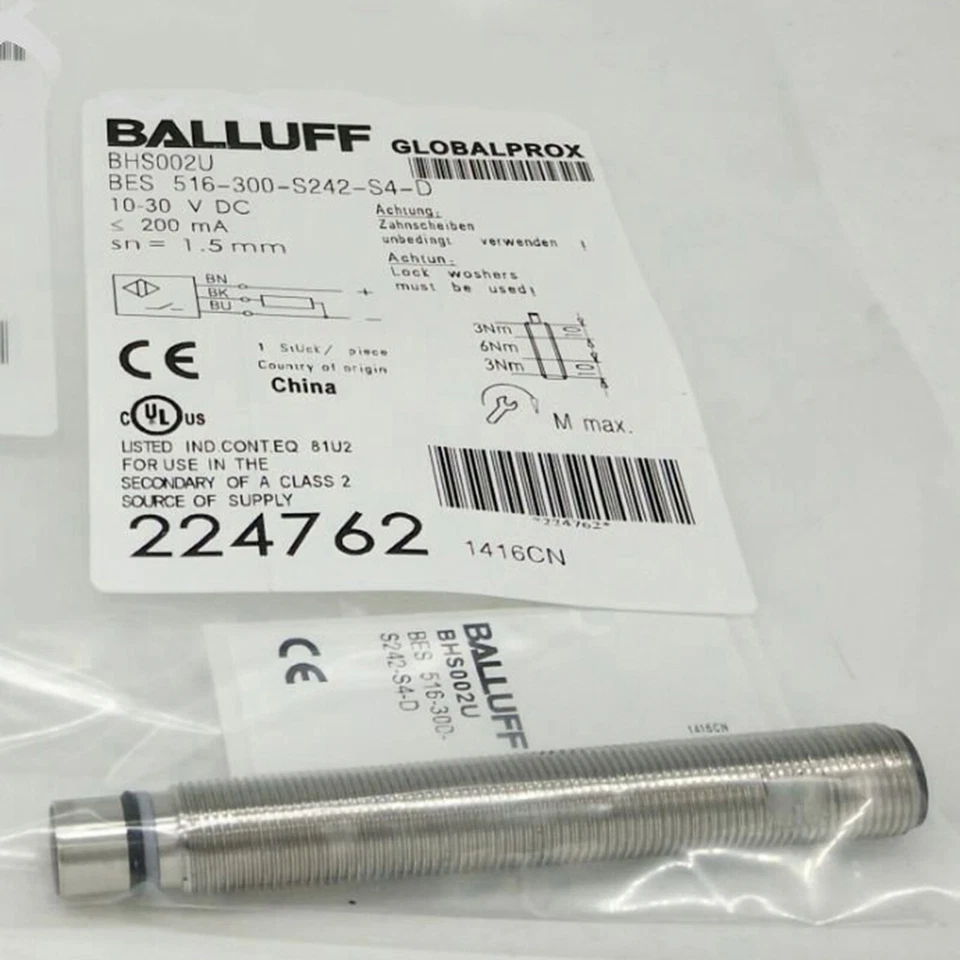 BALLUFF GLOBALPROX
BHS002U
BES 516-300-S242-S4-D
10-30 V DC
≤ 200 mA
sn = 1.5 mm
Achtung:
Zahnscheiben
unbedingt verwenden !
Achtun:
Lock woshers
must be used!
BN
BK
BU
+
−
3Nm
6Nm
3Nm
10
10
M max.
CE
1 Stück/ piece
Country of origin
China
c UL US
LISTED IND.CONT.EQ 81U2
FOR USE IN THE
SECONDARY OF A CLASS 2
SOURCE OF SUPPLY
*224762*
224762 1416CN
CE
BALLUFF
BHS002U
BES 516-300-
S242-S4-D
1416CN